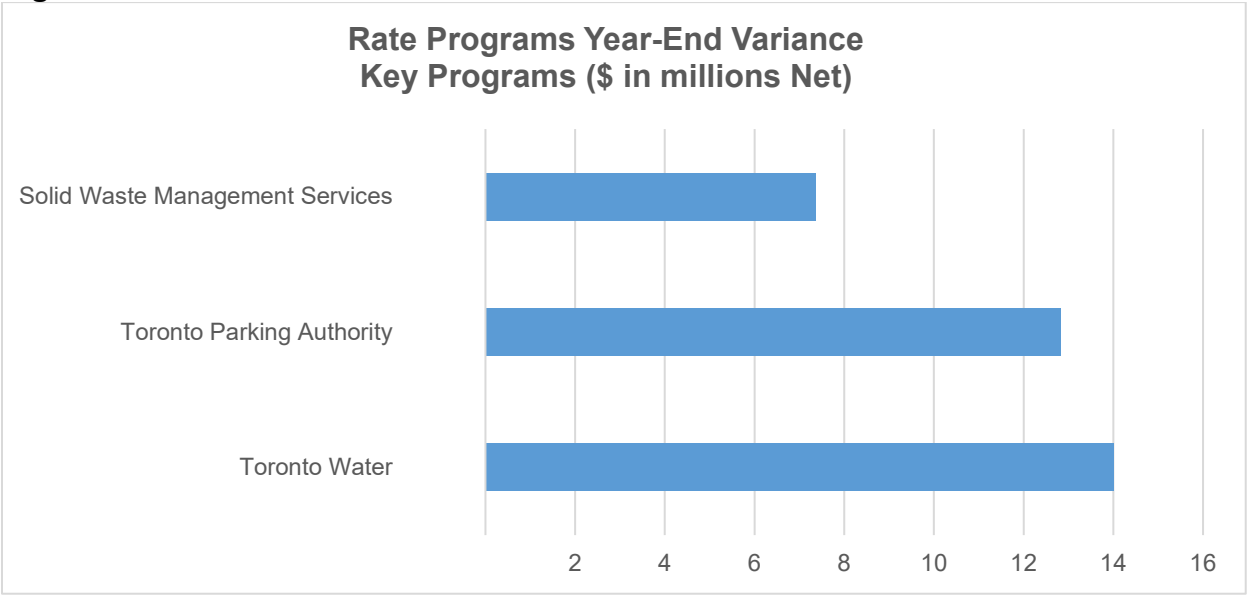 Rate Programs Year-End Variance
Key Programs ($ in millions Net)
Solid Waste Management Services
Toronto Parking Authority
Toronto Water
2 4 6 8 10 12 14 16